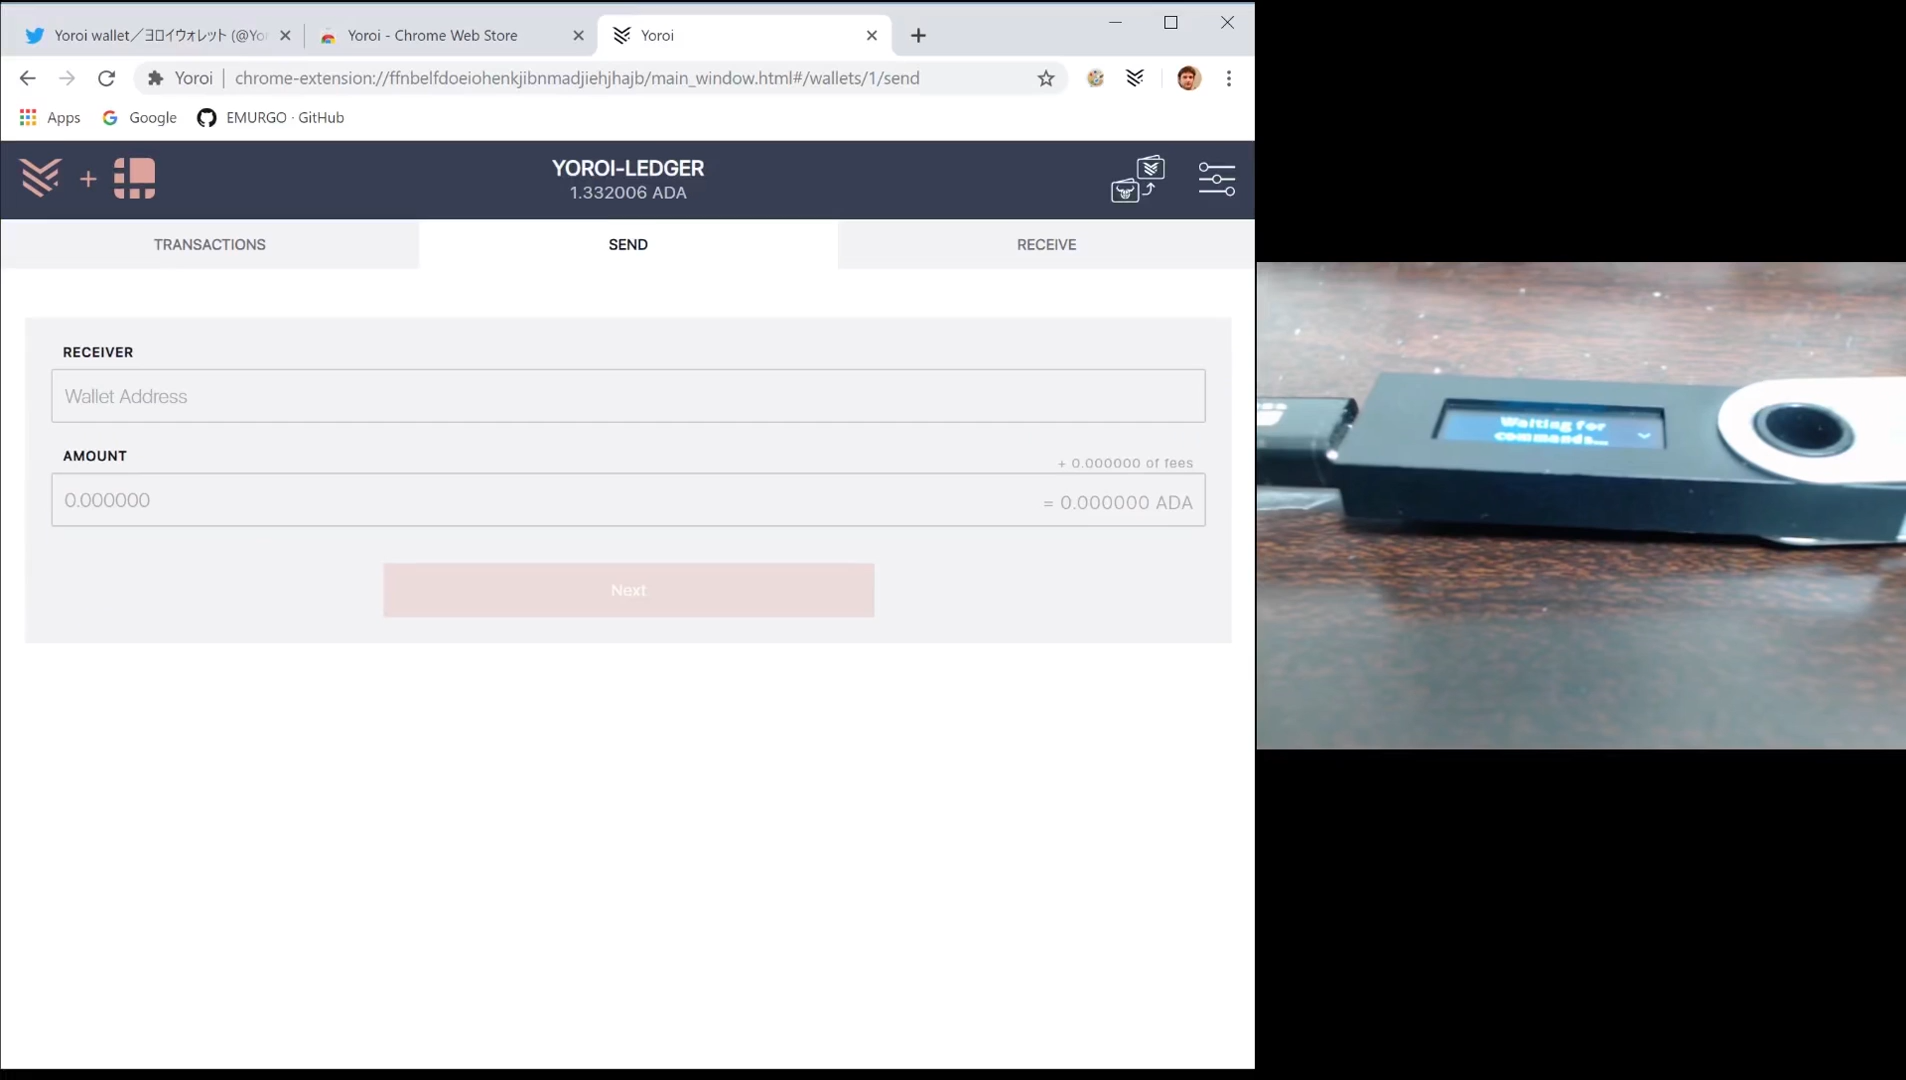 Yoroi wallet／ヨロイウォレット (@Yo
Yoroi - Chrome Web Store
Yoroi
Yoroi
chrome-extension://ffnbelfdoeiohenkjibnmadjiehjhajb/main_window.html#/wallets/1/send
Apps
Google
EMURGO · GitHub
YOROI-LEDGER
1.332006 ADA
TRANSACTIONS
SEND
RECEIVE
RECEIVER
Wallet Address
AMOUNT
+ 0.000000 of fees
0.000000
= 0.000000 ADA
Next
Waiting for
commands...